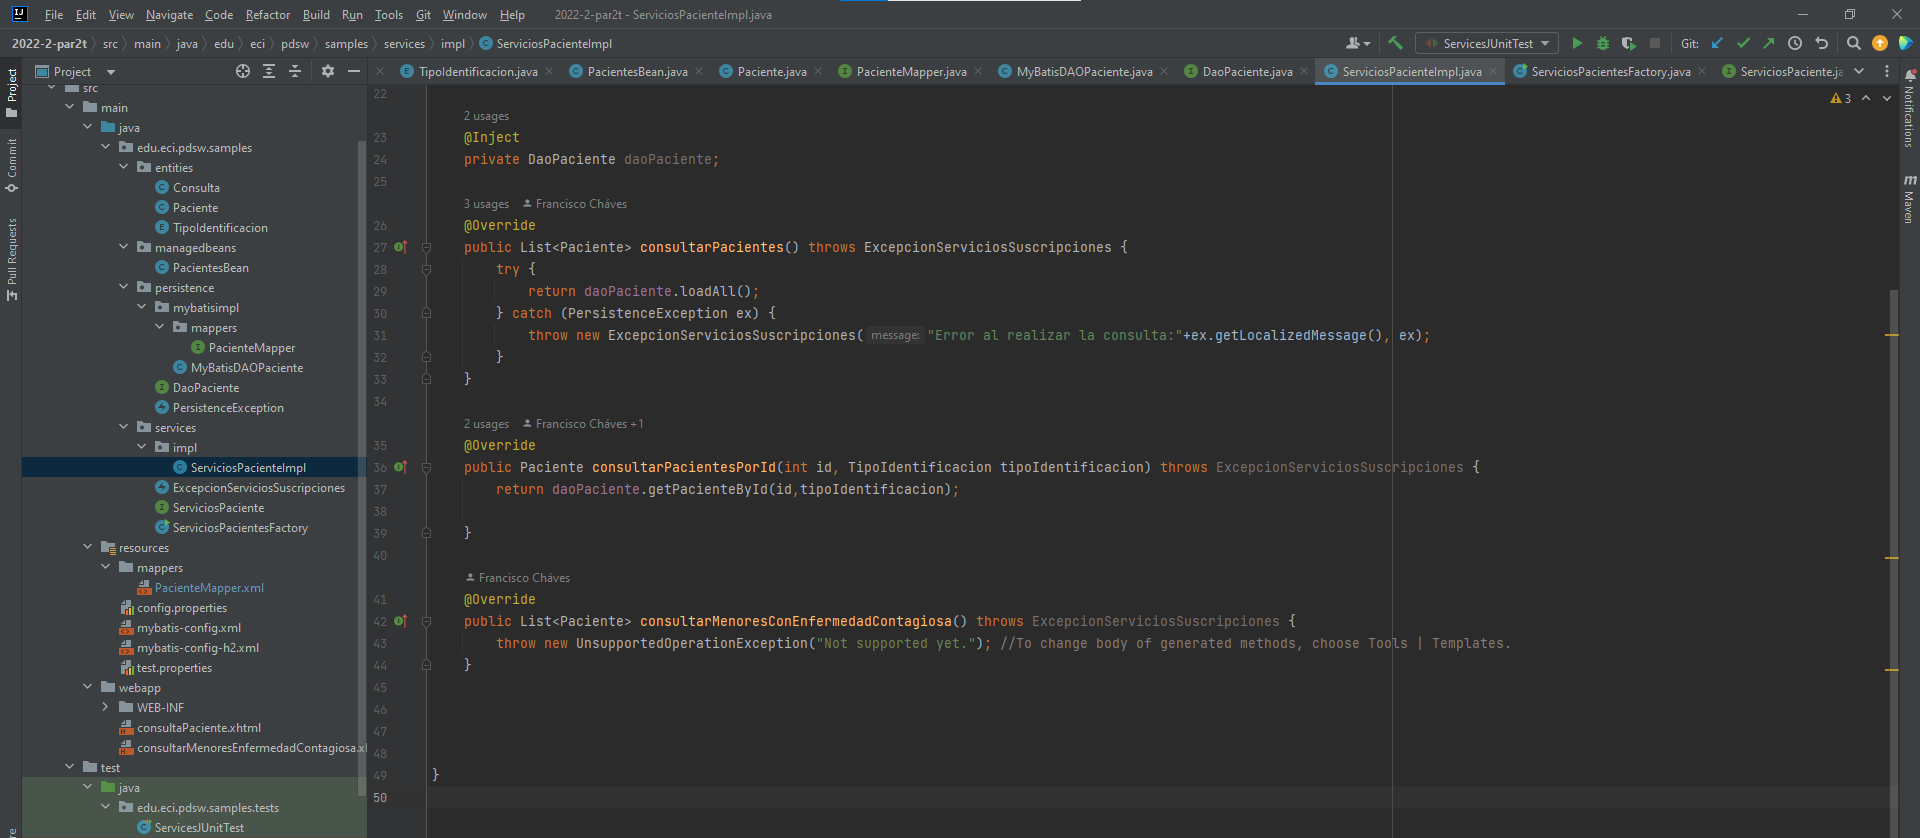 File Edit View Navigate Code Refactor Build Run Tools Git Window Help 2022-2-par2t - ServiciosPacienteImpl.java
2022-2-par2t src main java edu eci pdsw samples services impl ServiciosPacienteImpl ServicesJUnitTest Git:
Project
TipoIdentificacion.java PacientesBean.java Paciente.java PacienteMapper.java MyBatisDAOPaciente.java DaoPaciente.java ServiciosPacienteImpl.java ServiciosPacientesFactory.java ServiciosPaciente.ja
Project
Commit
Pull Requests
src
main
java
edu.eci.pdsw.samples
entities
Consulta
Paciente
TipoIdentificacion
managedbeans
PacientesBean
persistence
mybatisimpl
mappers
PacienteMapper
MyBatisDAOPaciente
DaoPaciente
PersistenceException
services
impl
ServiciosPacienteImpl
ExcepcionServiciosSuscripciones
ServiciosPaciente
ServiciosPacientesFactory
resources
mappers
PacienteMapper.xml
config.properties
mybatis-config.xml
mybatis-config-h2.xml
test.properties
webapp
WEB-INF
consultaPaciente.xhtml
consultarMenoresEnfermedadContagiosa.x
test
java
edu.eci.pdsw.samples.tests
ServicesJUnitTest
22
2 usages
23 @Inject
24 private DaoPaciente daoPaciente;
25
3 usages Francisco Cháves
26 @Override
27 public List<Paciente> consultarPacientes() throws ExcepcionServiciosSuscripciones {
28 try {
29 return daoPaciente.loadAll();
30 } catch (PersistenceException ex) {
31 throw new ExcepcionServiciosSuscripciones( message: "Error al realizar la consulta:"+ex.getLocalizedMessage(), ex);
32 }
33 }
34
2 usages Francisco Cháves +1
35 @Override
36 public Paciente consultarPacientesPorId(int id, TipoIdentificacion tipoIdentificacion) throws ExcepcionServiciosSuscripciones {
37 return daoPaciente.getPacienteById(id,tipoIdentificacion);
38
39 }
40
Francisco Cháves
41 @Override
42 public List<Paciente> consultarMenoresConEnfermedadContagiosa() throws ExcepcionServiciosSuscripciones {
43 throw new UnsupportedOperationException("Not supported yet."); //To change body of generated methods, choose Tools | Templates.
44 }
45
46
47
48
49 }
50
3
Notifications
m Maven